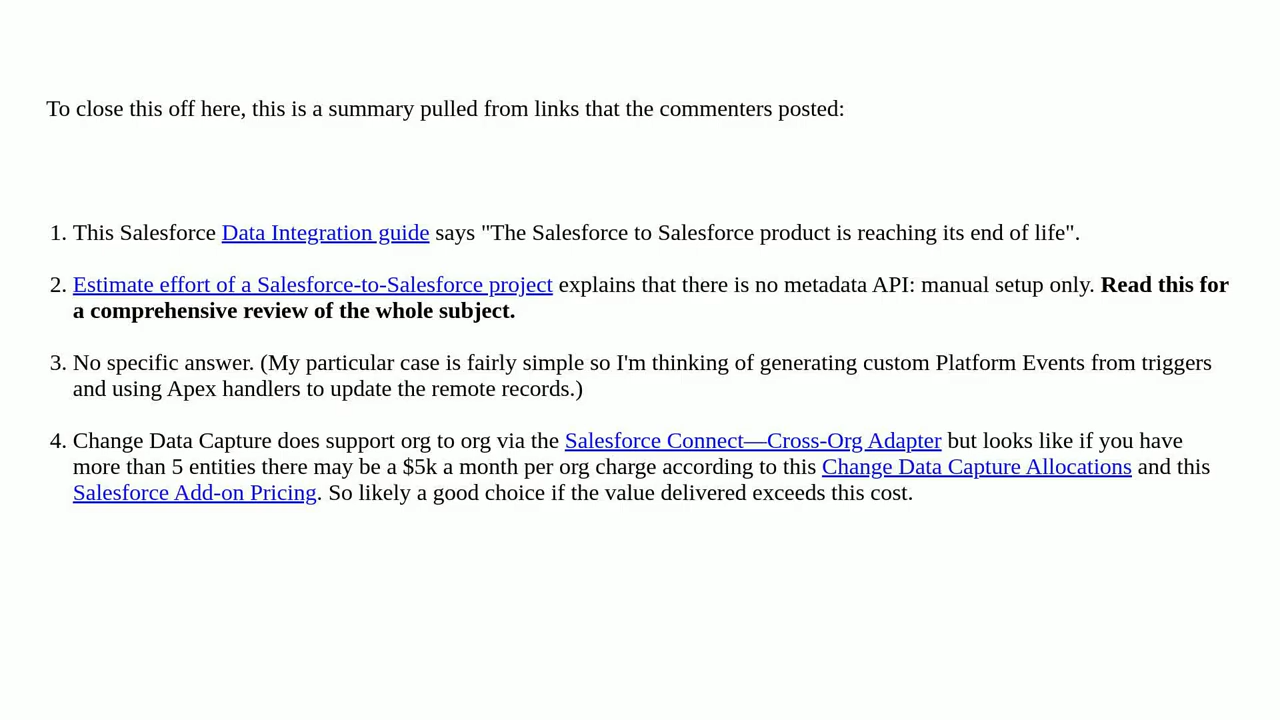 To close this off here, this is a summary pulled from links that the commenters posted:
1. This Salesforce Data Integration guide says "The Salesforce to Salesforce product is reaching its end of life".
2. Estimate effort of a Salesforce-to-Salesforce project explains that there is no metadata API: manual setup only. Read this for
a comprehensive review of the whole subject.
3. No specific answer. (My particular case is fairly simple so I'm thinking of generating custom Platform Events from triggers
and using Apex handlers to update the remote records.)
4. Change Data Capture does support org to org via the Salesforce Connect—Cross-Org Adapter but looks like if you have
more than 5 entities there may be a $5k a month per org charge according to this Change Data Capture Allocations and this
Salesforce Add-on Pricing. So likely a good choice if the value delivered exceeds this cost.